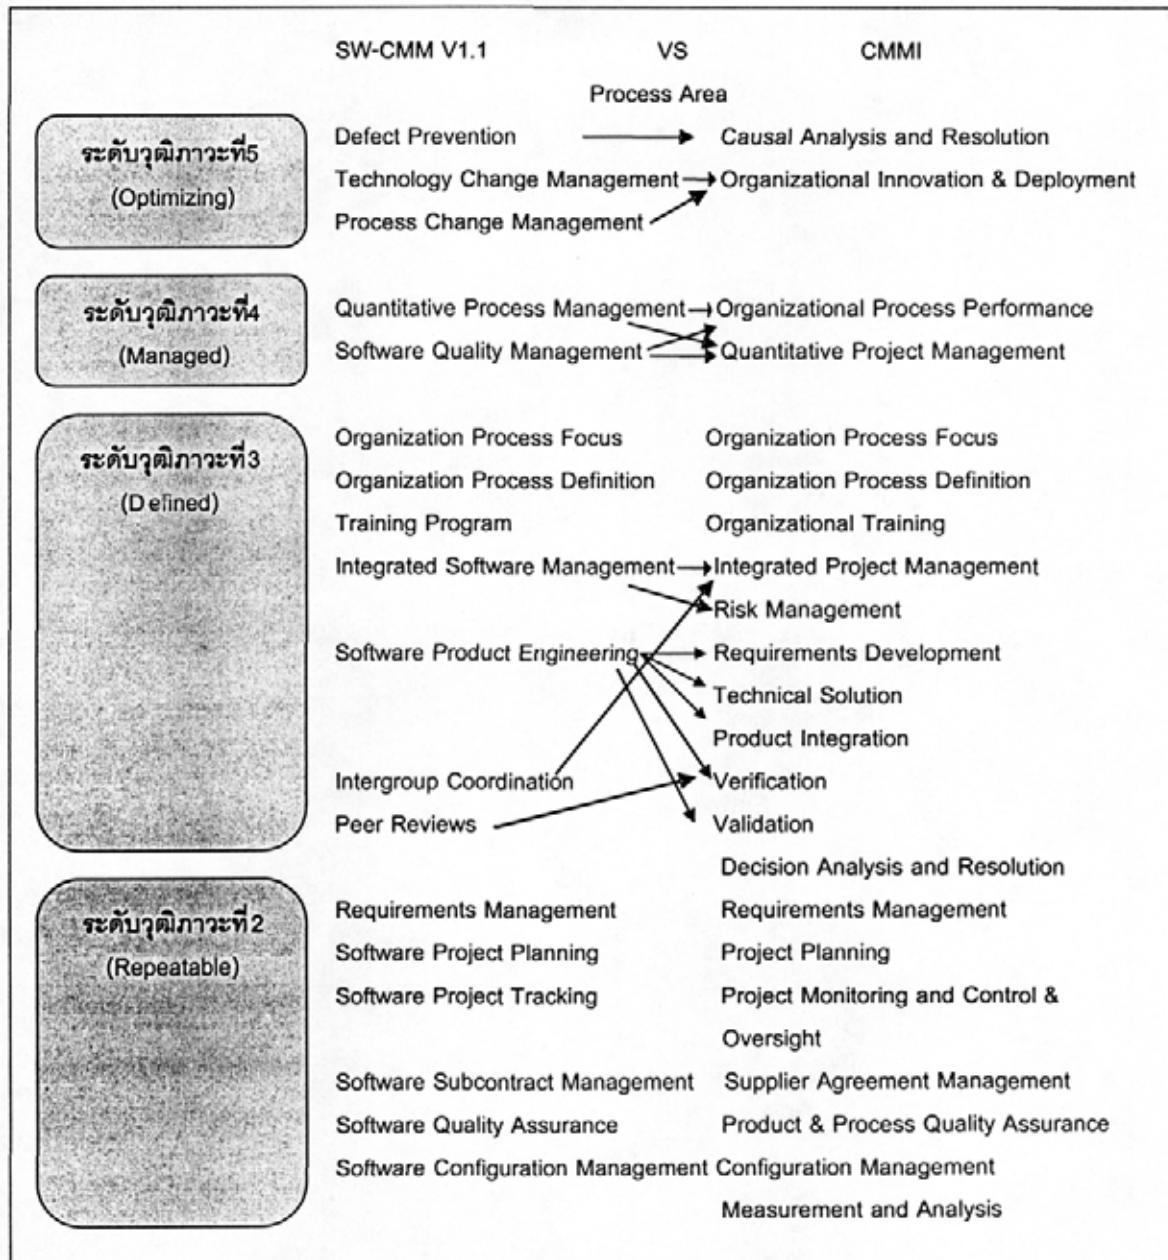 SW-CMM V1.1 VS CMMI
Process Area
ระดับวุฒิภาวะที่5
(Optimizing)
Defect Prevention Causal Analysis and Resolution
Technology Change Management Organizational Innovation & Deployment
Process Change Management
ระดับวุฒิภาวะที่4
(Managed)
Quantitative Process Management Organizational Process Performance
Software Quality Management Quantitative Project Management
ระดับวุฒิภาวะที่3
(Defined)
Organization Process Focus Organization Process Focus
Organization Process Definition Organization Process Definition
Training Program Organizational Training
Integrated Software Management Integrated Project Management
Risk Management
Software Product Engineering Requirements Development
Technical Solution
Product Integration
Intergroup Coordination Verification
Peer Reviews Validation
Decision Analysis and Resolution
ระดับวุฒิภาวะที่2
(Repeatable)
Requirements Management Requirements Management
Software Project Planning Project Planning
Software Project Tracking Project Monitoring and Control &
Oversight
Software Subcontract Management Supplier Agreement Management
Software Quality Assurance Product & Process Quality Assurance
Software Configuration Management Configuration Management
Measurement and Analysis